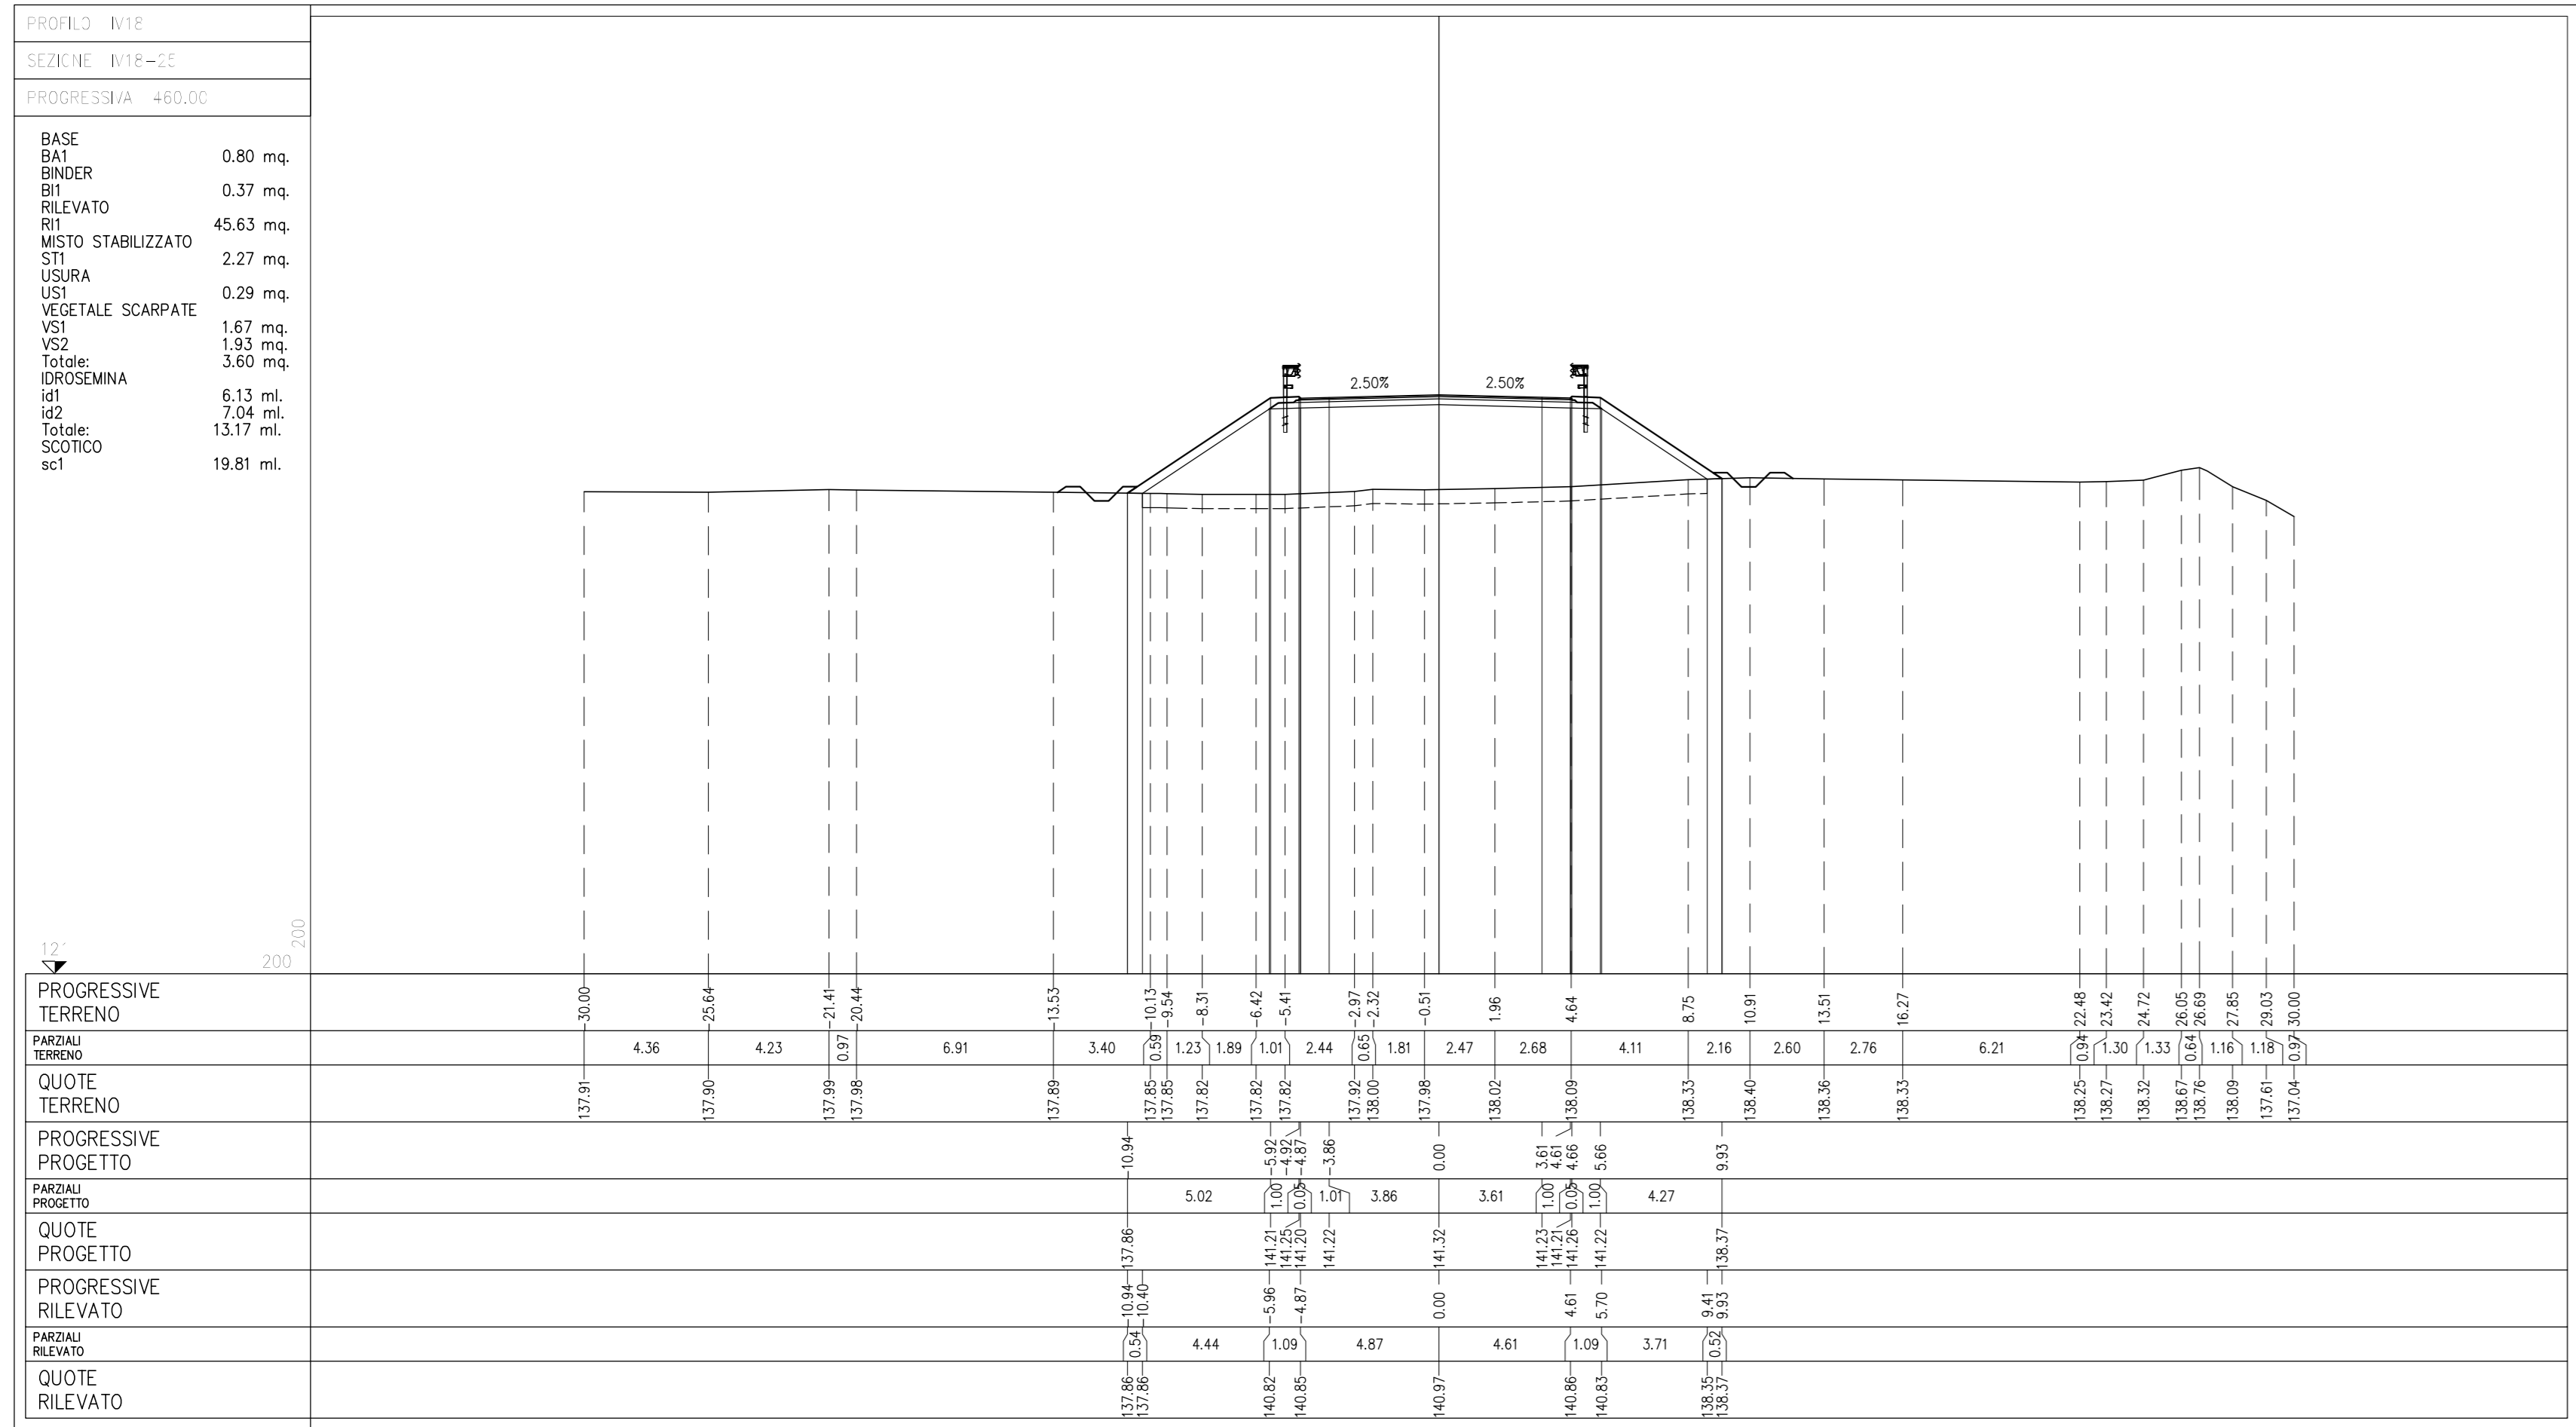 PROFILO IV18
SEZIONE IV18-25
PROGRESSIVA 460.00
BASE
BA1 0.80 mq.
BINDER
BI1 0.37 mq.
RILEVATO
RI1 45.63 mq.
MISTO STABILIZZATO
ST1 2.27 mq.
USURA
US1 0.29 mq.
VEGETALE SCARPATE
VS1 1.67 mq.
VS2 1.93 mq.
Totale: 3.60 mq.
IDROSEMINA
id1 6.13 ml.
id2 7.04 ml.
Totale: 13.17 ml.
SCOTICO
sc1 19.81 ml.
2.50% 2.50%
200
200
PROGRESSIVE
TERRENO
-30.00 -25.64 -21.41 -20.44 -13.53 -10.13 -9.54 -8.31 -6.42 -5.41 -2.97 -2.32 -0.51 1.96 4.64 8.75 10.91 13.51 16.27 22.48 23.42 24.72 26.05 26.69 27.85 29.03 30.00
PARZIALI
TERRENO
4.36 4.23 0.97 6.91 3.40 0.59 1.23 1.89 1.01 2.44 0.65 1.81 2.47 2.68 4.11 2.16 2.60 2.76 6.21 0.94 1.30 1.33 0.64 1.16 1.18 0.97
QUOTE
TERRENO
137.91 137.90 137.99 137.98 137.89 137.85 137.85 137.82 137.82 137.82 137.92 138.00 137.98 138.02 138.09 138.33 138.40 138.36 138.33 138.25 138.27 138.32 138.67 138.76 138.09 137.61 137.04
PROGRESSIVE
PROGETTO
-10.94 -5.92 -4.92 -4.87 -3.86 0.00 3.61 4.61 4.66 5.66 9.93
PARZIALI
PROGETTO
5.02 1.00 0.05 1.01 3.86 3.61 1.00 0.05 1.00 4.27
QUOTE
PROGETTO
137.86 141.21 141.25 141.20 141.22 141.32 141.23 141.21 141.26 141.22 138.37
PROGRESSIVE
RILEVATO
-10.94 -10.40 -5.96 -4.87 0.00 4.61 5.70 9.41 9.93
PARZIALI
RILEVATO
0.54 4.44 1.09 4.87 4.61 1.09 3.71 0.52
QUOTE
RILEVATO
137.86 137.86 140.82 140.85 140.97 140.86 140.83 138.35 138.37